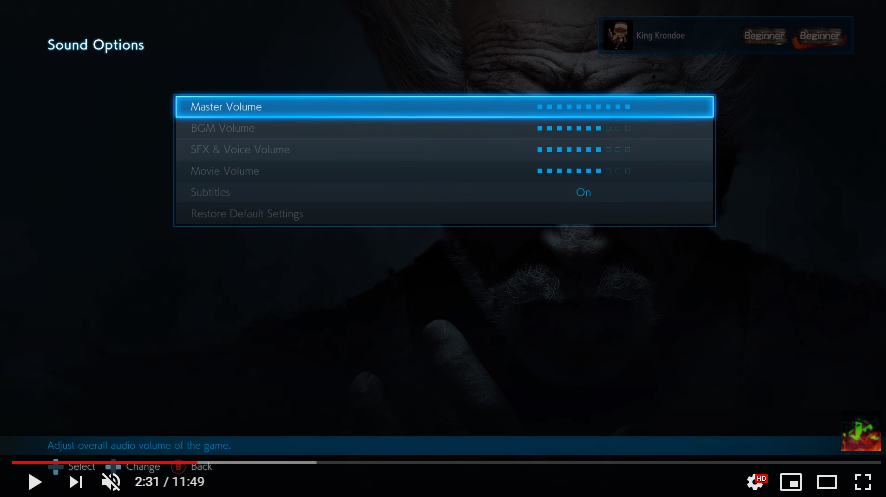 Sound Options
King Krondoe
Beginner
Beginner
Master Volume
BGM Volume
SFX & Voice Volume
Movie Volume
Subtitles
On
Restore Default Settings
Adjust overall audio volume of the game.
Select
Change
B
Back
2:31 / 11:49
HD